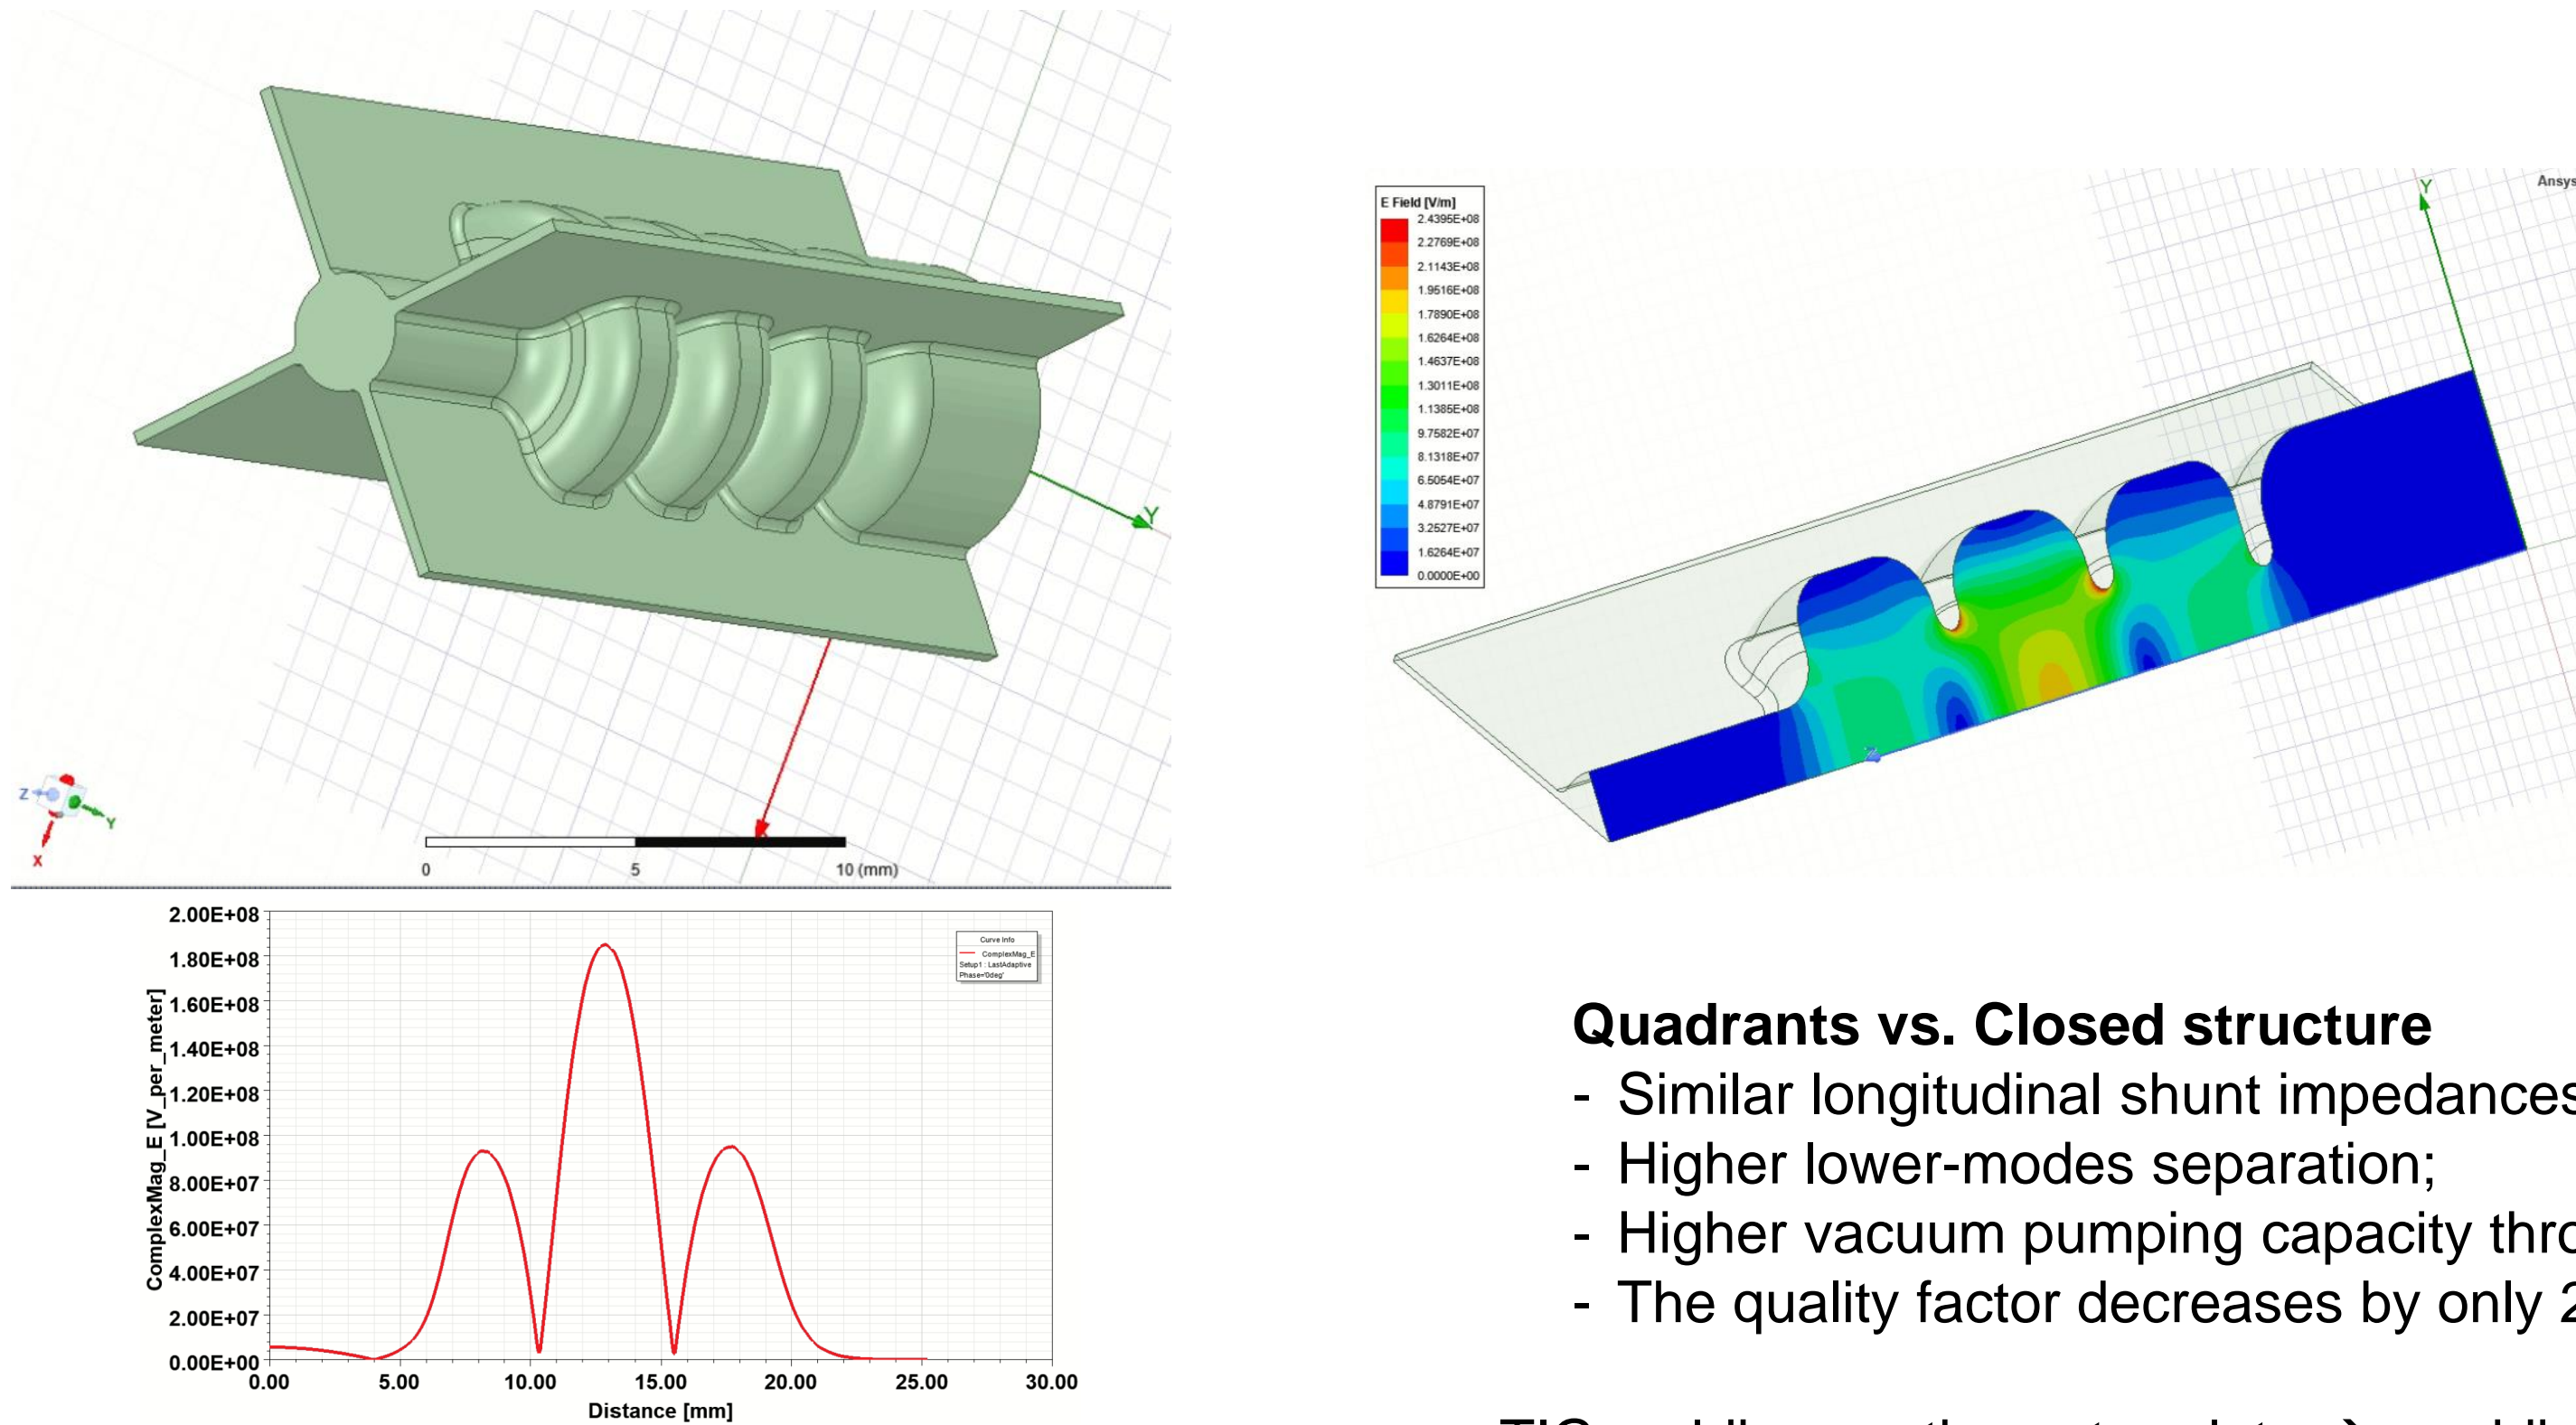 Y
Z
Y
X
0
5
10 (mm)
E Field [V/m]
2.4395E+08
2.2769E+08
2.1143E+08
1.9516E+08
1.7890E+08
1.6264E+08
1.4637E+08
1.3011E+08
1.1385E+08
9.7582E+07
8.1318E+07
6.5054E+07
4.8791E+07
3.2527E+07
1.6264E+07
0.0000E+00
Y
Ansys
2.00E+08
1.80E+08
1.60E+08
1.40E+08
1.20E+08
1.00E+08
8.00E+07
6.00E+07
4.00E+07
2.00E+07
0.00E+00
ComplexMag_E [V_per_meter]
Curve Info
ComplexMag_E
Setup1 : LastAdaptive
Phase='0deg'
0.00
5.00
10.00
15.00
20.00
25.00
30.00
Distance [mm]
Quadrants vs. Closed structure
- Similar longitudinal shunt impedances
- Higher lower-modes separation;
- Higher vacuum pumping capacity thro
- The quality factor decreases by only 2